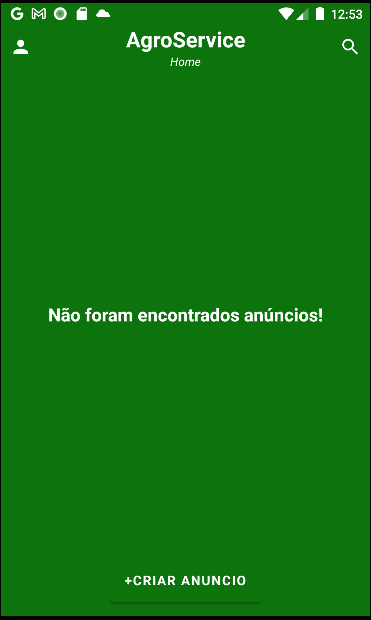 12:53
AgroService
Home
Não foram encontrados anúncios!
+CRIAR ANUNCIO